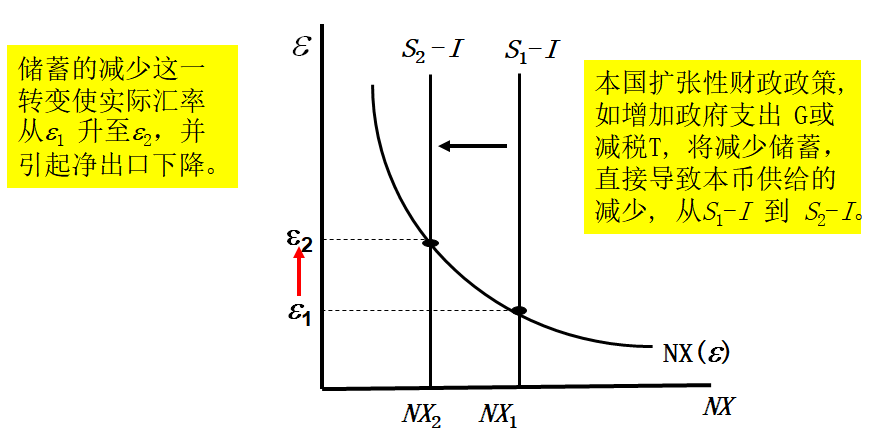 储蓄的减少这一
转变使实际汇率
从ε₁ 升至ε₂，并
引起净出口下降。
ε
S₂-I
S₁-I
本国扩张性财政政策,
如增加政府支出 G或
减税T, 将减少储蓄，
直接导致本币供给的
减少, 从S₁-I 到 S₂-I。
ε₂
ε₁
NX(ε)
NX₂
NX₁
NX